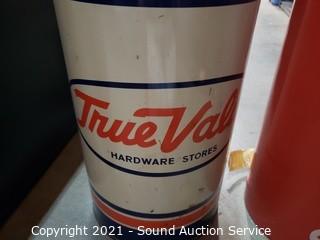 True Val
HARDWARE STORES
Copyright 2021 - Sound Auction Service